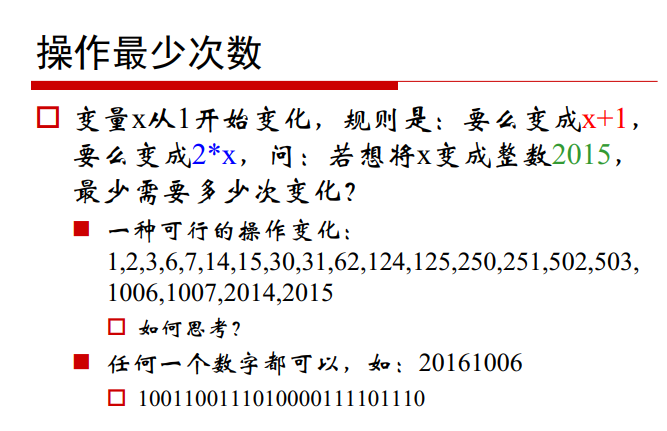 操作最少次数
变量x从1开始变化，规则是：要么变成x+1，
要么变成2*x，问：若想将x变成整数2015，
最少需要多少次变化？
一种可行的操作变化：
1,2,3,6,7,14,15,30,31,62,124,125,250,251,502,503,
1006,1007,2014,2015
如何思考？
任何一个数字都可以，如：20161006
1001100111010000111101110